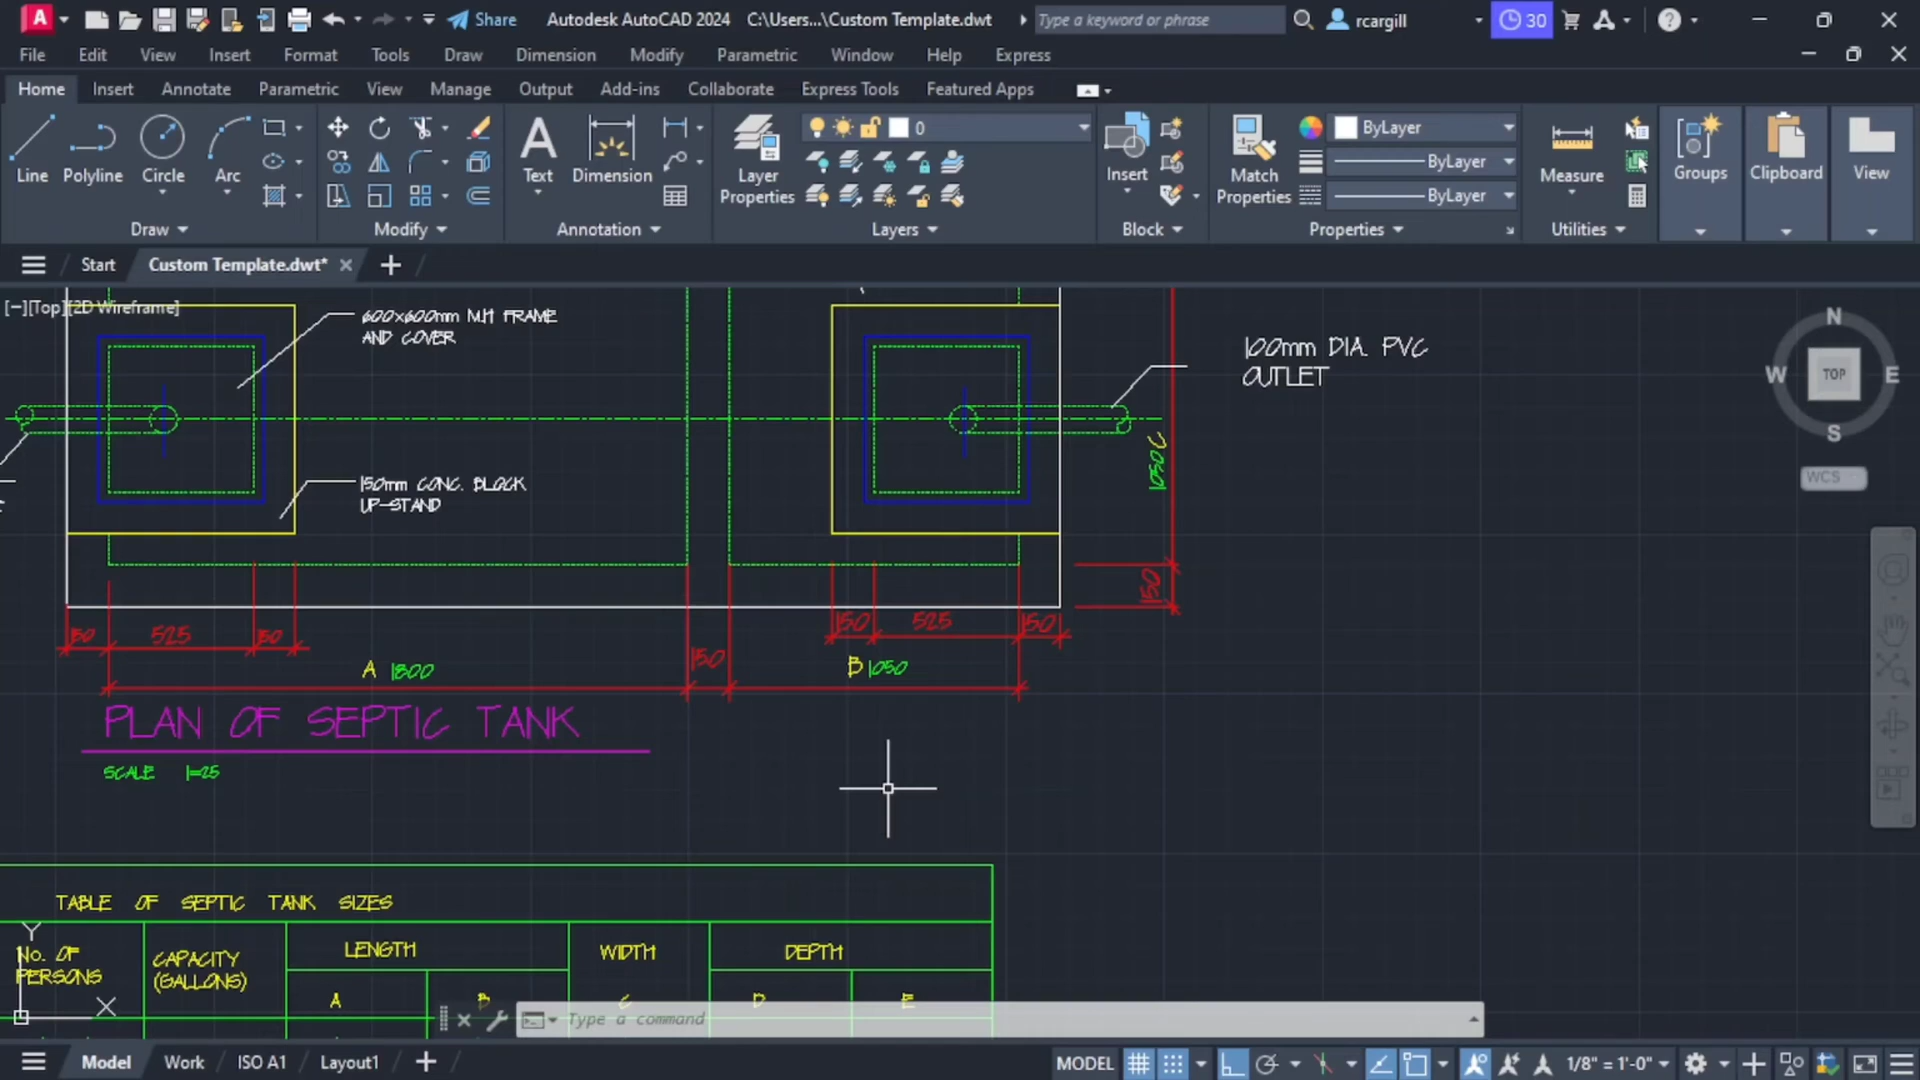 Share
Autodesk AutoCAD 2024 C:\Users...\Custom Template.dwt
Type a keyword or phrase
rcargill
30
File Edit View Insert Format Tools Draw Dimension Modify Parametric Window Help Express
Home Insert Annotate Parametric View Manage Output Add-ins Collaborate Express Tools Featured Apps
0
ByLayer
ByLayer
ByLayer
Line Polyline Circle Arc
Text Dimension
Layer
Properties
Insert
Match
Properties
Measure
Groups
Clipboard
View
Draw
Modify
Annotation
Layers
Block
Properties
Utilities
Start
Custom Template.dwt*
[−][Top][2D Wireframe]
600x600mm M.H FRAME
AND COVER
150mm CONC. BLOCK
UP-STAND
100mm DIA. PVC
OUTLET
N
W TOP E
S
WCS
1050 C
150
150 525 150
150 525 150
A 1800
150
B 1050
PLAN OF SEPTIC TANK
SCALE 1=25
TABLE OF SEPTIC TANK SIZES
No. OF
PERSONS
CAPACITY
(GALLONS)
LENGTH
WIDTH
DEPTH
A B C D E
Y
X
Type a command
Model Work ISO A1 Layout1
MODEL
1/8" = 1'-0"